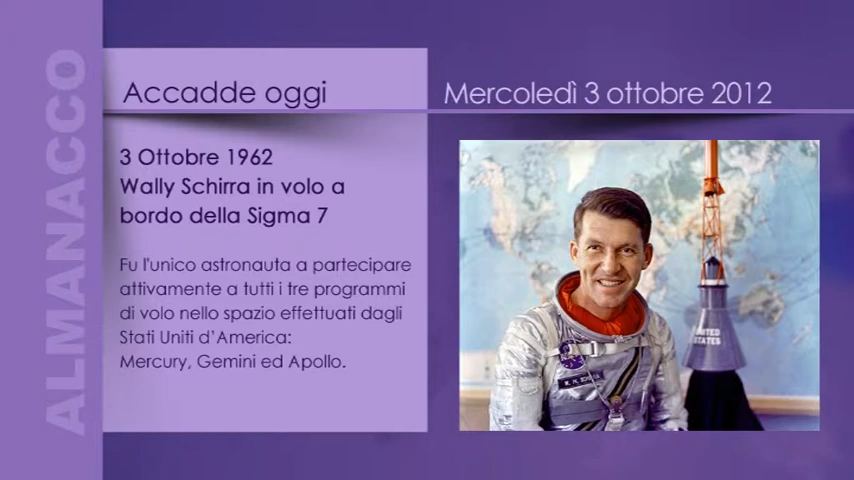 ALMANACCO
Accadde oggi
Mercoledì 3 ottobre 2012
3 Ottobre 1962
Wally Schirra in volo a
bordo della Sigma 7
Fu l'unico astronauta a partecipare
attivamente a tutti i tre programmi
di volo nello spazio effettuati dagli
Stati Uniti d'America:
Mercury, Gemini ed Apollo.
UNITED
STATES